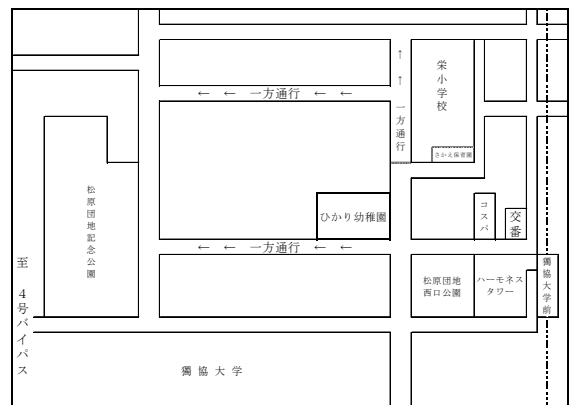 栄小学校
↑ ↑ 一方通行
← ← 一方通行 ← ←
さかえ保育園
松原団地記念公園
ひかり幼稚園
コスパ
交番
← ← 一方通行 ← ←
至 4号バイパス
松原団地
西口公園
ハーモネス
タワー
獨協大学前
獨協大学